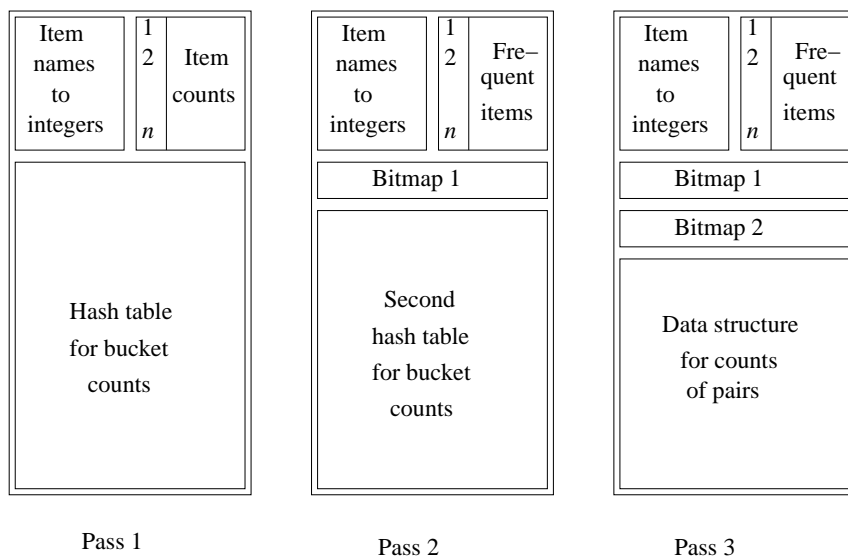 Item
names
to
integers
1
2
n
Item
counts
Hash table
for bucket
counts
Pass 1
Item
names
to
integers
1
2
n
Fre–
quent
items
Bitmap 1
Second
hash table
for bucket
counts
Pass 2
Item
names
to
integers
1
2
n
Fre–
quent
items
Bitmap 1
Bitmap 2
Data structure
for counts
of pairs
Pass 3